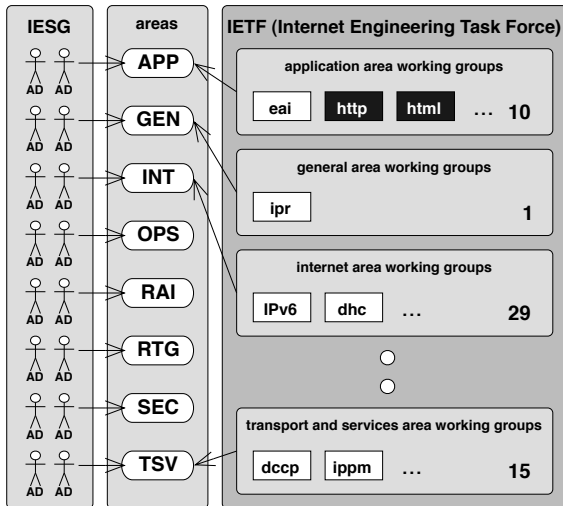 IESG
areas
IETF (Internet Engineering Task Force)
AD AD
APP
AD AD
GEN
AD AD
INT
AD AD
OPS
AD AD
RAI
AD AD
RTG
AD AD
SEC
AD AD
TSV
application area working groups
eai http html ... 10
general area working groups
ipr 1
internet area working groups
IPv6 dhc ... 29
transport and services area working groups
dccp ippm ... 15